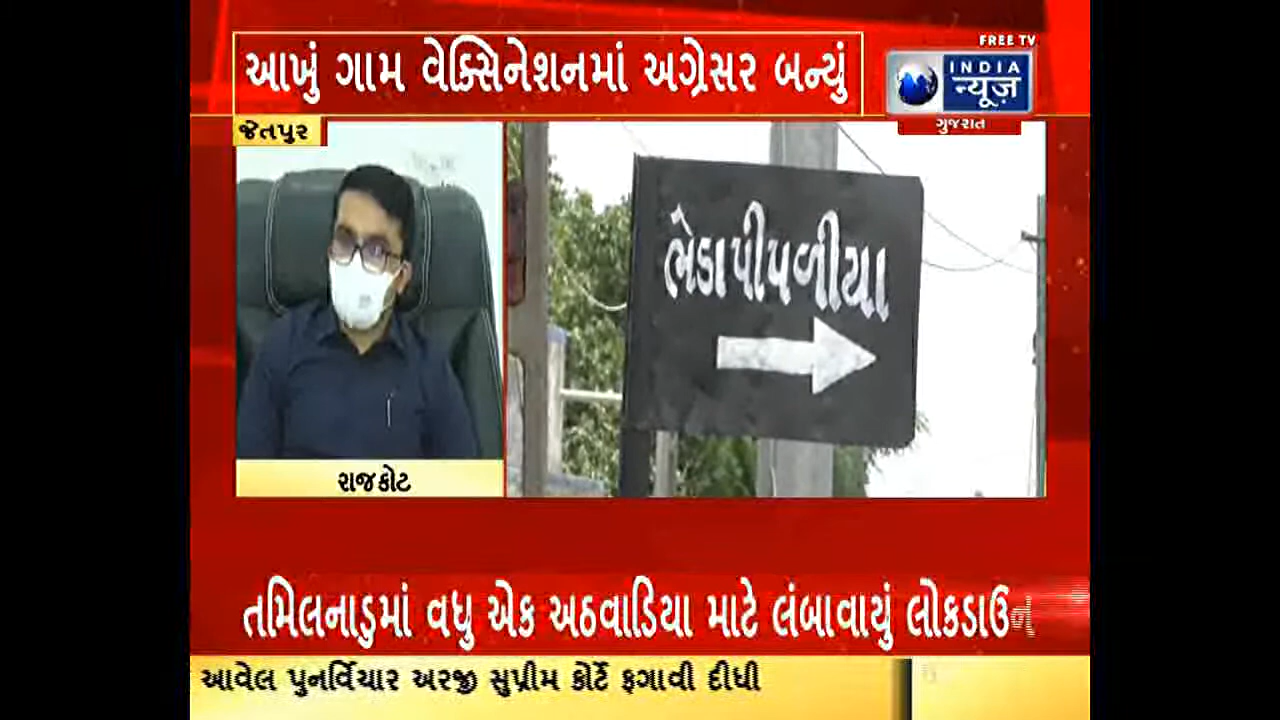 FREE TV
આખું ગામ વેક્સિનેશનમાં અગ્રેસર બન્યું
INDIA
न्यूज़
ગુજરાત
જેતપુર
ભેડાપીપળીયા
રાજકોટ
તમિલનાડુમાં વધુ એક અઠવાડિયા માટે લંબાવાયું લોકડાઉન
આવેલ પુનર્વિચાર અરજી સુપ્રીમ કોર્ટે ફગાવી દીધી